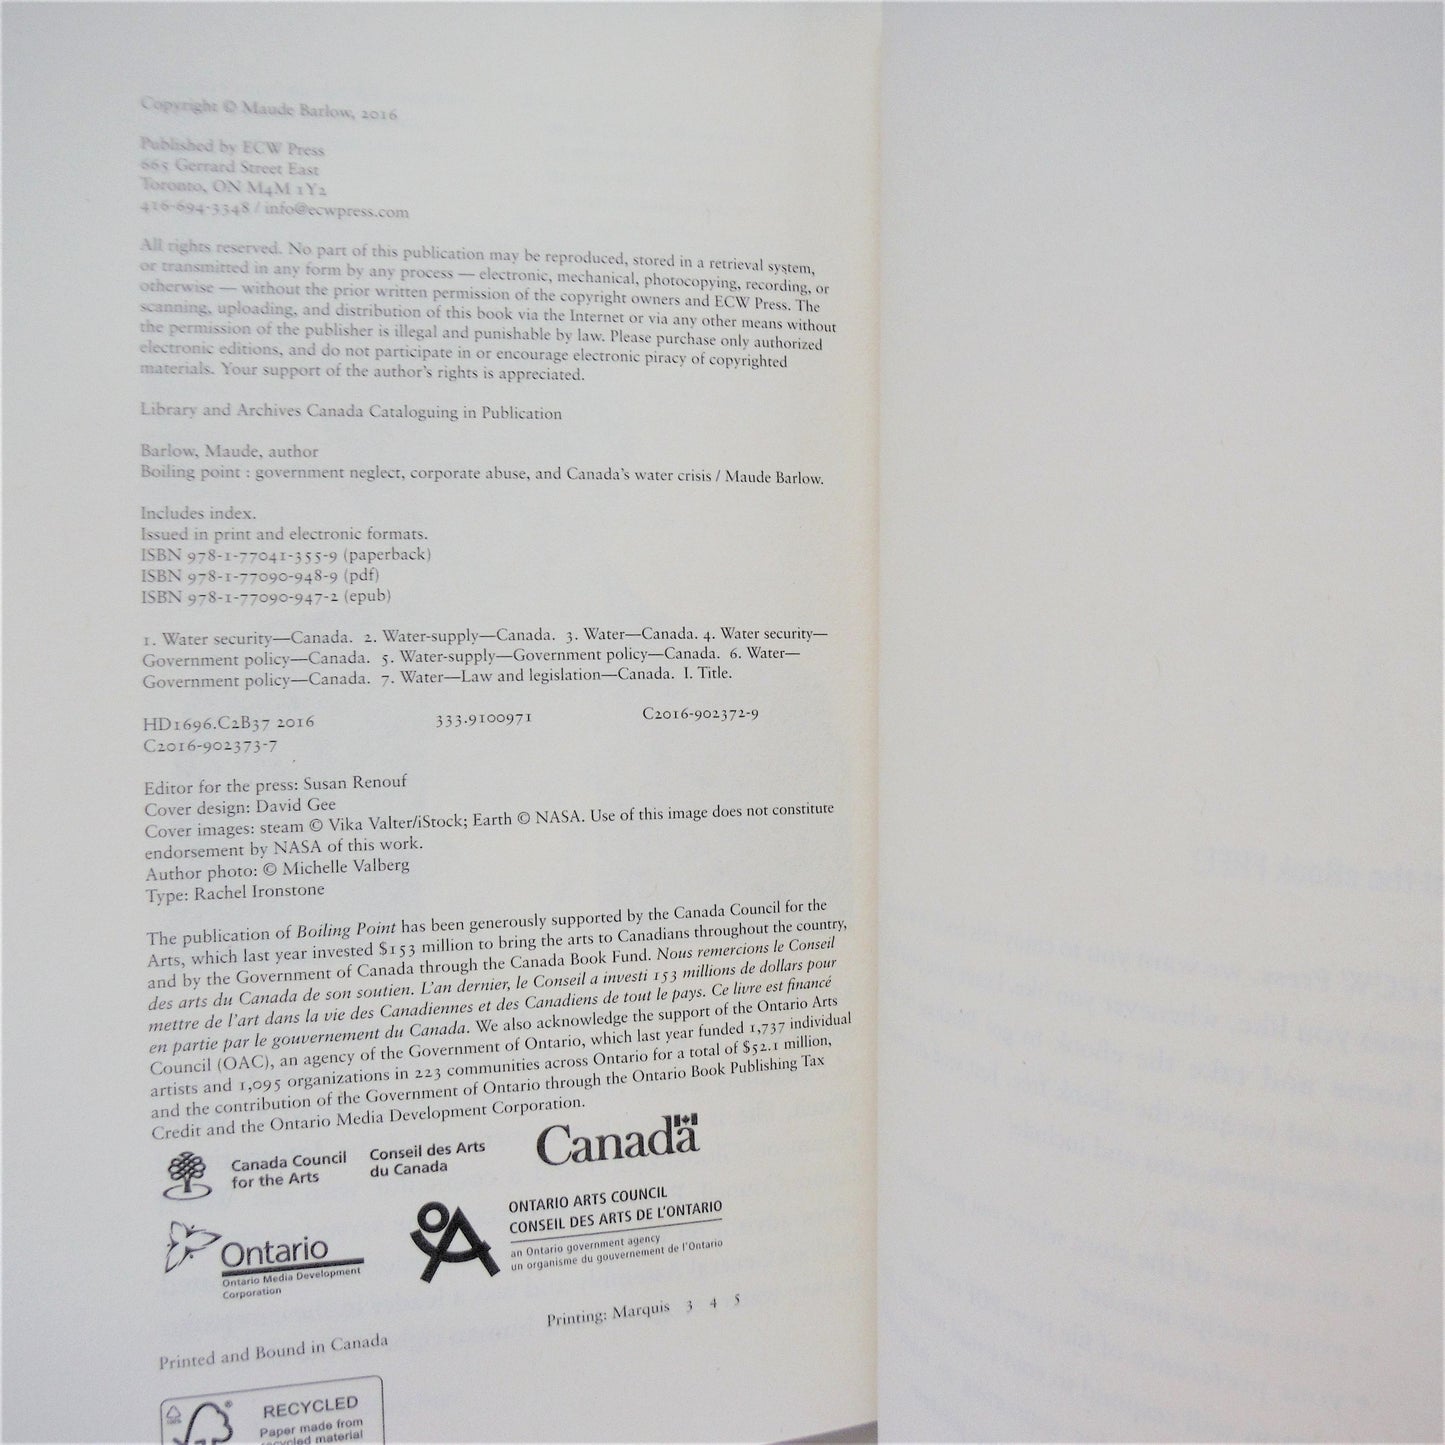 Copyright © Maude Barlow, 2016
Published by ECW Press
665 Gerrard Street East
Toronto, ON M4M 1Y2
416-694-3348 / info@ecwpress.com
All rights reserved. No part of this publication may be reproduced, stored in a retrieval system,
or transmitted in any form by any process — electronic, mechanical, photocopying, recording, or
otherwise — without the prior written permission of the copyright owners and ECW Press. The
scanning, uploading, and distribution of this book via the Internet or via any other means without
the permission of the publisher is illegal and punishable by law. Please purchase only authorized
electronic editions, and do not participate in or encourage electronic piracy of copyrighted
materials. Your support of the author's rights is appreciated.
Library and Archives Canada Cataloguing in Publication
Barlow, Maude, author
Boiling point : government neglect, corporate abuse, and Canada's water crisis / Maude Barlow.
Includes index.
Issued in print and electronic formats.
ISBN 978-1-77041-355-9 (paperback)
ISBN 978-1-77090-948-9 (pdf)
ISBN 978-1-77090-947-2 (epub)
1. Water security—Canada. 2. Water-supply—Canada. 3. Water—Canada. 4. Water security—
Government policy—Canada. 5. Water-supply—Government policy—Canada. 6. Water—
Government policy—Canada. 7. Water—Law and legislation—Canada. I. Title.
HD1696.C2B37 2016 333.9100971 C2016-902372-9
C2016-902373-7
Editor for the press: Susan Renouf
Cover design: David Gee
Cover images: steam © Vika Valter/iStock; Earth © NASA. Use of this image does not constitute
endorsement by NASA of this work.
Author photo: © Michelle Valberg
Type: Rachel Ironstone
The publication of Boiling Point has been generously supported by the Canada Council for the
Arts, which last year invested $153 million to bring the arts to Canadians throughout the country,
and by the Government of Canada through the Canada Book Fund. Nous remercions le Conseil
des arts du Canada de son soutien. L'an dernier, le Conseil a investi 153 millions de dollars pour
mettre de l'art dans la vie des Canadiennes et des Canadiens de tout le pays. Ce livre est financé
en partie par le gouvernement du Canada. We also acknowledge the support of the Ontario Arts
Council (OAC), an agency of the Government of Ontario, which last year funded 1,737 individual
artists and 1,095 organizations in 223 communities across Ontario for a total of $52.1 million,
and the contribution of the Government of Ontario through the Ontario Book Publishing Tax
Credit and the Ontario Media Development Corporation.
Canada Council
for the Arts
Conseil des Arts
du Canada
Canada
Ontario
Ontario Media Development
Corporation
ONTARIO ARTS COUNCIL
CONSEIL DES ARTS DE L'ONTARIO
an Ontario government agency
un organisme du gouvernement de l'Ontario
Printed and Bound in Canada
Printing: Marquis 3 4 5
RECYCLED
Paper made from
recycled material